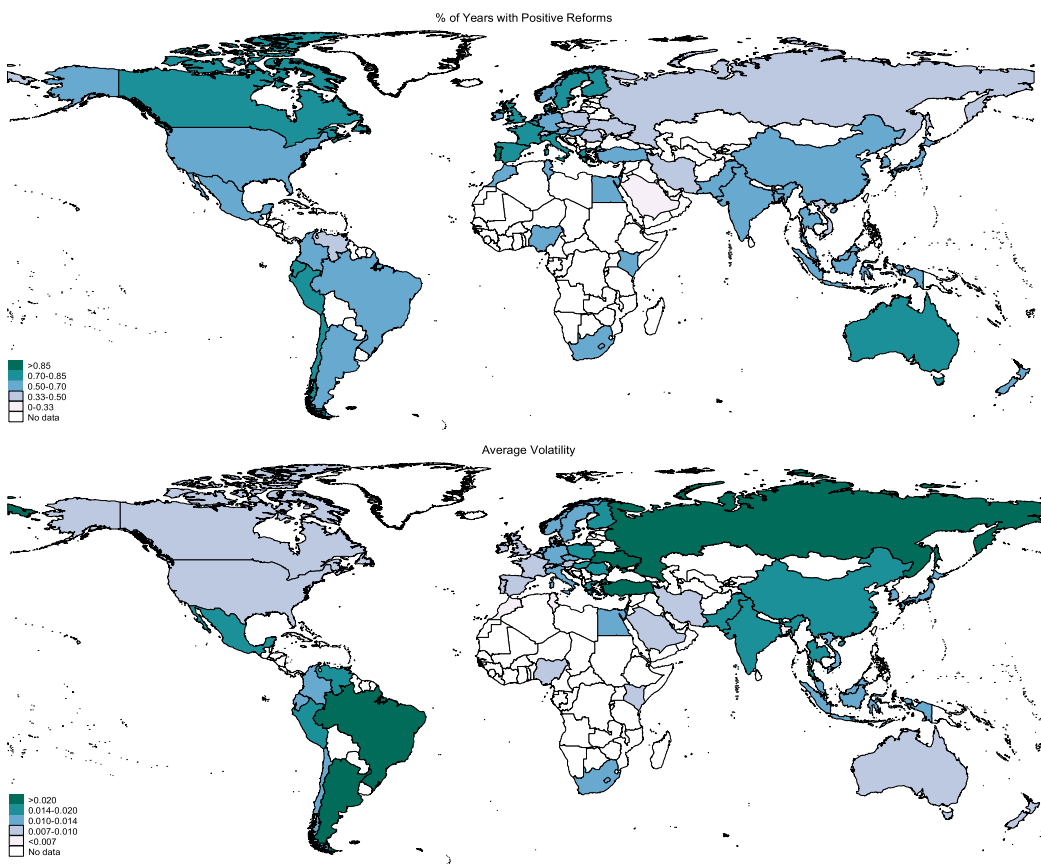 % of Years with Positive Reforms
>0.85
0.70-0.85
0.50-0.70
0.33-0.50
0-0.33
No data
Average Volatility
>0.020
0.014-0.020
0.010-0.014
0.007-0.010
<0.007
No data